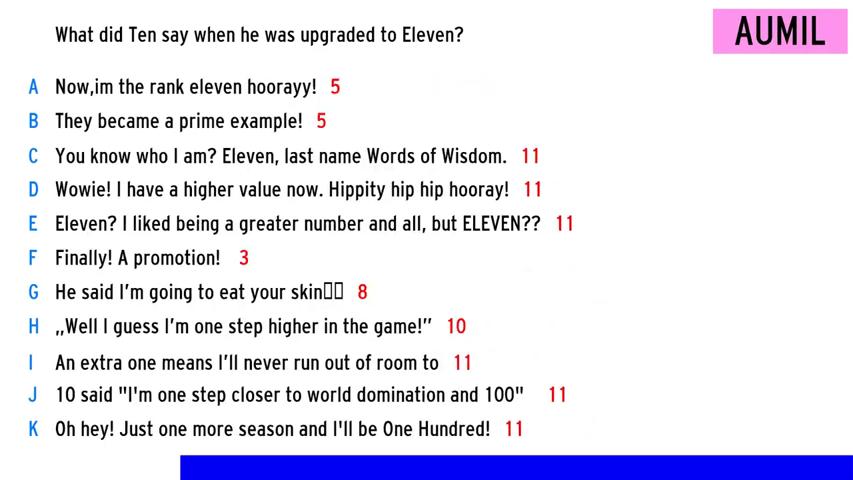 What did Ten say when he was upgraded to Eleven?
AUMIL
A Now,im the rank eleven hoorayy! 5
B They became a prime example! 5
C You know who I am? Eleven, last name Words of Wisdom. 11
D Wowie! I have a higher value now. Hippity hip hip hooray! 11
E Eleven? I liked being a greater number and all, but ELEVEN?? 11
F Finally! A promotion! 3
G He said I’m going to eat your skin▯▯ 8
H „Well I guess I’m one step higher in the game!” 10
I An extra one means I’ll never run out of room to 11
J 10 said "I'm one step closer to world domination and 100" 11
K Oh hey! Just one more season and I'll be One Hundred! 11